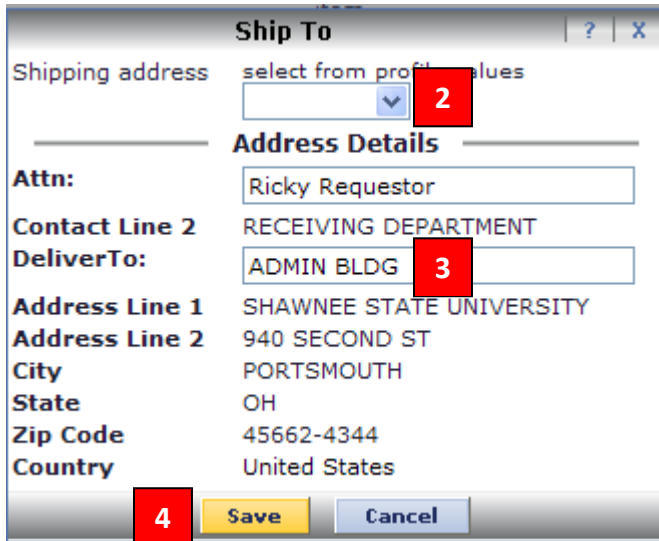 Ship To
? X
Shipping address select from values
2
Address Details
Attn: Ricky Requestor
Contact Line 2 RECEIVING DEPARTMENT
DeliverTo: ADMIN BLDG 3
Address Line 1 SHAWNEE STATE UNIVERSITY
Address Line 2 940 SECOND ST
City PORTSMOUTH
State OH
Zip Code 45662-4344
Country United States
4 Save Cancel